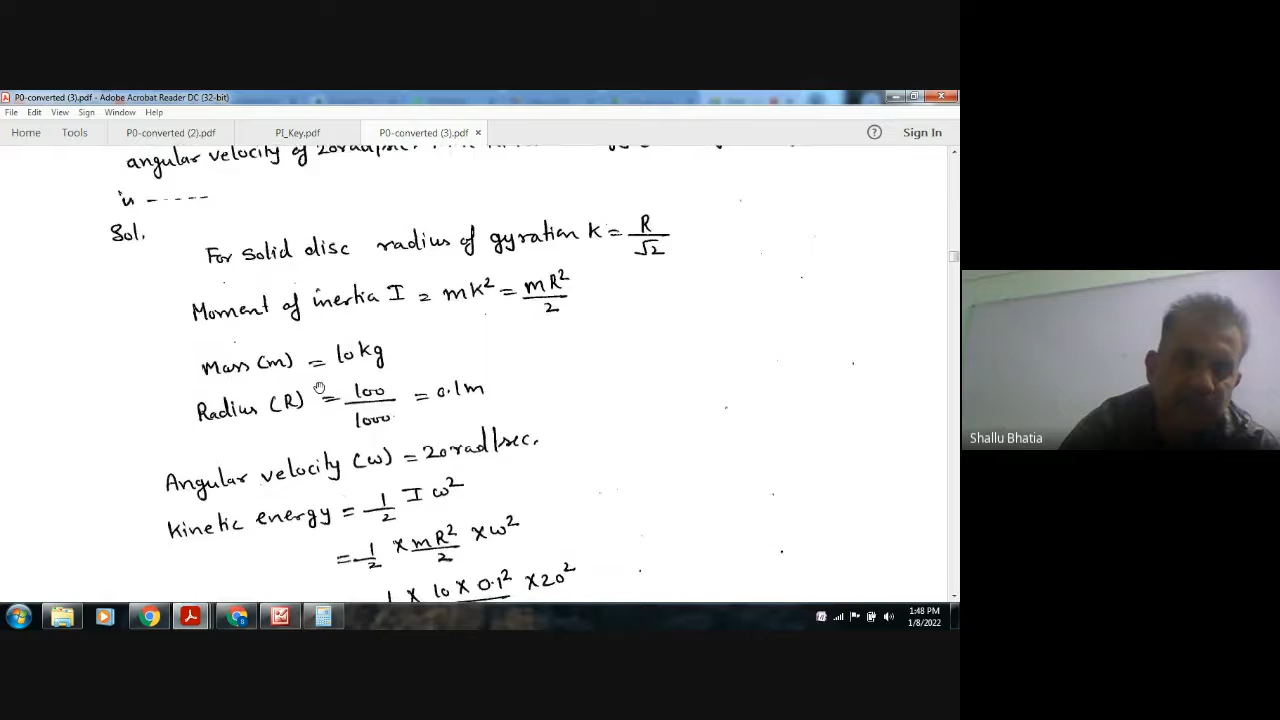 P0-converted (3).pdf - Adobe Acrobat Reader DC (32-bit)
File Edit View Sign Window Help
Home Tools P0-converted (2).pdf PI_Key.pdf P0-converted (3).pdf × ? Sign In
angular velocity of 20 rad/sec.
is -----
Sol.
For solid disc radius of gyration K = R/√2
Moment of inertia I = mK² = mR²/2
Mass (m) = 10 kg
Radius (R) = 100/1000 = 0.1m
Angular velocity (ω) = 20 rad/sec.
Kinetic energy = 1/2 I ω²
= 1/2 × mR²/2 × ω²
1 × 10 × 0.1² × 20²
Shallu Bhatia
1:48 PM
1/8/2022